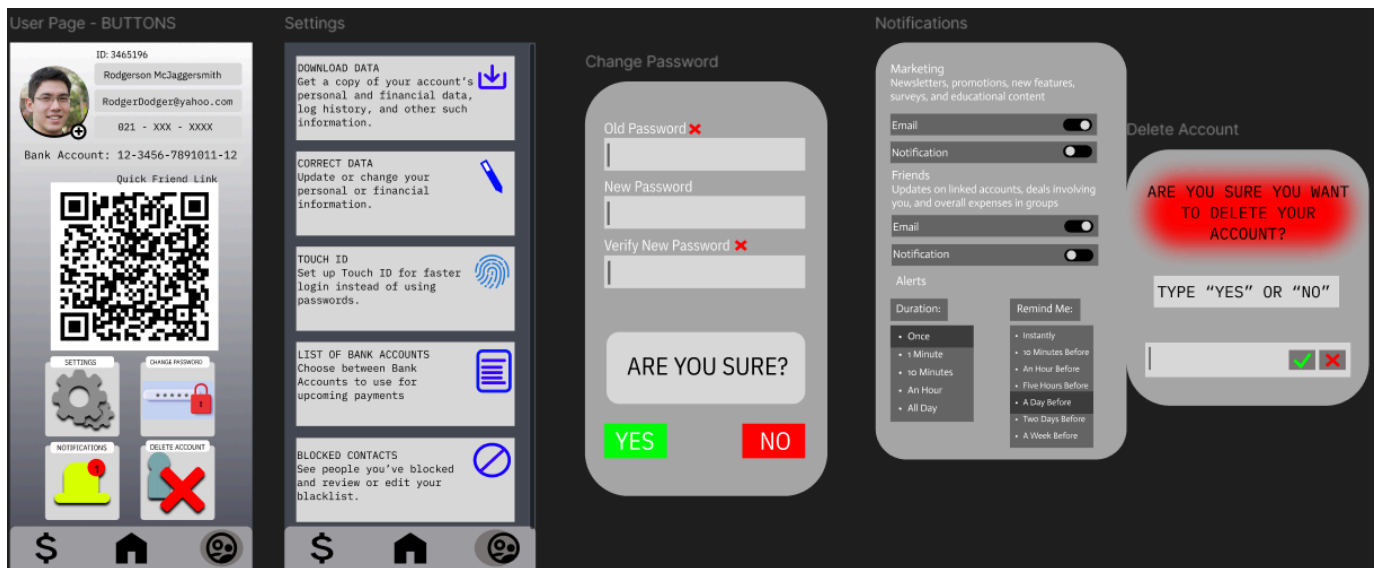 User Page - BUTTONS
ID: 3465196
Rodgerson McJaggersmith
RodgerDodger@yahoo.com
021 - XXX - XXXX
Bank Account: 12-3456-7891011-12
Quick Friend Link
SETTINGS
CHANGE PASSWORD
NOTIFICATIONS
1
DELETE ACCOUNT
$
Settings
DOWNLOAD DATA
Get a copy of your account's
personal and financial data,
log history, and other such
information.
CORRECT DATA
Update or change your
personal or financial
information.
TOUCH ID
Set up Touch ID for faster
login instead of using
passwords.
LIST OF BANK ACCOUNTS
Choose between Bank
Accounts to use for
upcoming payments
BLOCKED CONTACTS
See people you've blocked
and review or edit your
blacklist.
$
Change Password
Old Password
New Password
Verify New Password
ARE YOU SURE?
YES
NO
Notifications
Marketing
Newsletters, promotions, new features,
surveys, and educational content
Email
Notification
Friends
Updates on linked accounts, deals involving
you, and overall expenses in groups
Email
Notification
Alerts
Duration:
• Once
• 1 Minute
• 10 Minutes
• An Hour
• All Day
Remind Me:
• Instantly
• 10 Minutes Before
• An Hour Before
• Five Hours Before
• A Day Before
• Two Days Before
• A Week Before
Delete Account
ARE YOU SURE YOU WANT
TO DELETE YOUR
ACCOUNT?
TYPE “YES” OR “NO”